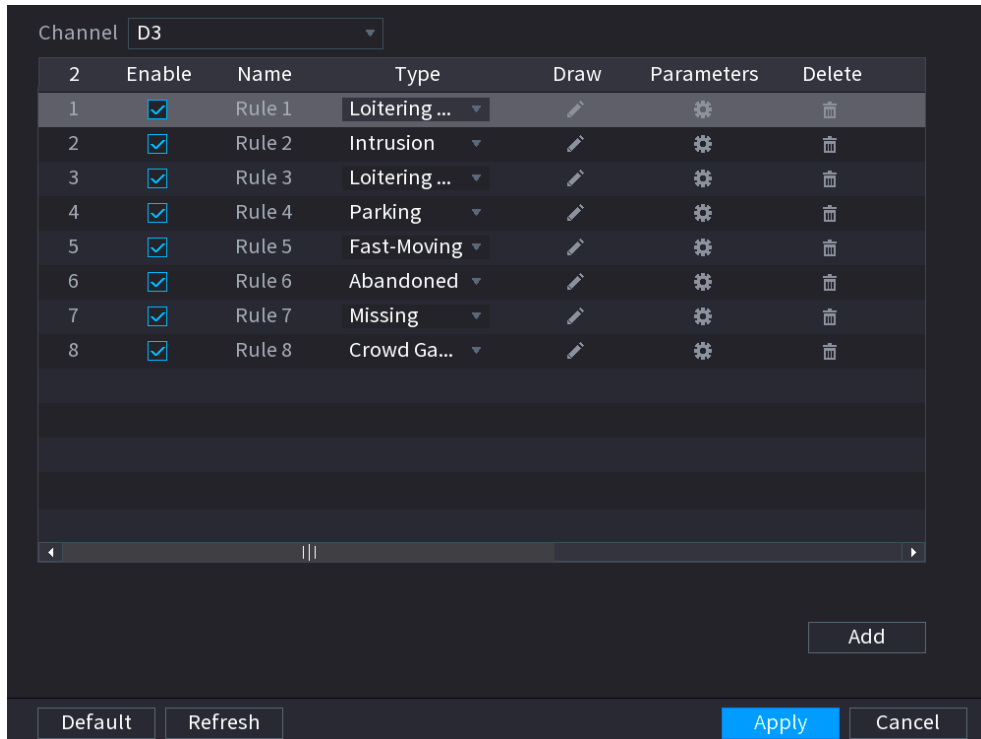 Channel D3
2 Enable Name Type Draw Parameters Delete
1 Rule 1 Loitering ...
2 Rule 2 Intrusion
3 Rule 3 Loitering ...
4 Rule 4 Parking
5 Rule 5 Fast-Moving
6 Rule 6 Abandoned
7 Rule 7 Missing
8 Rule 8 Crowd Ga...
Add
Default Refresh Apply Cancel